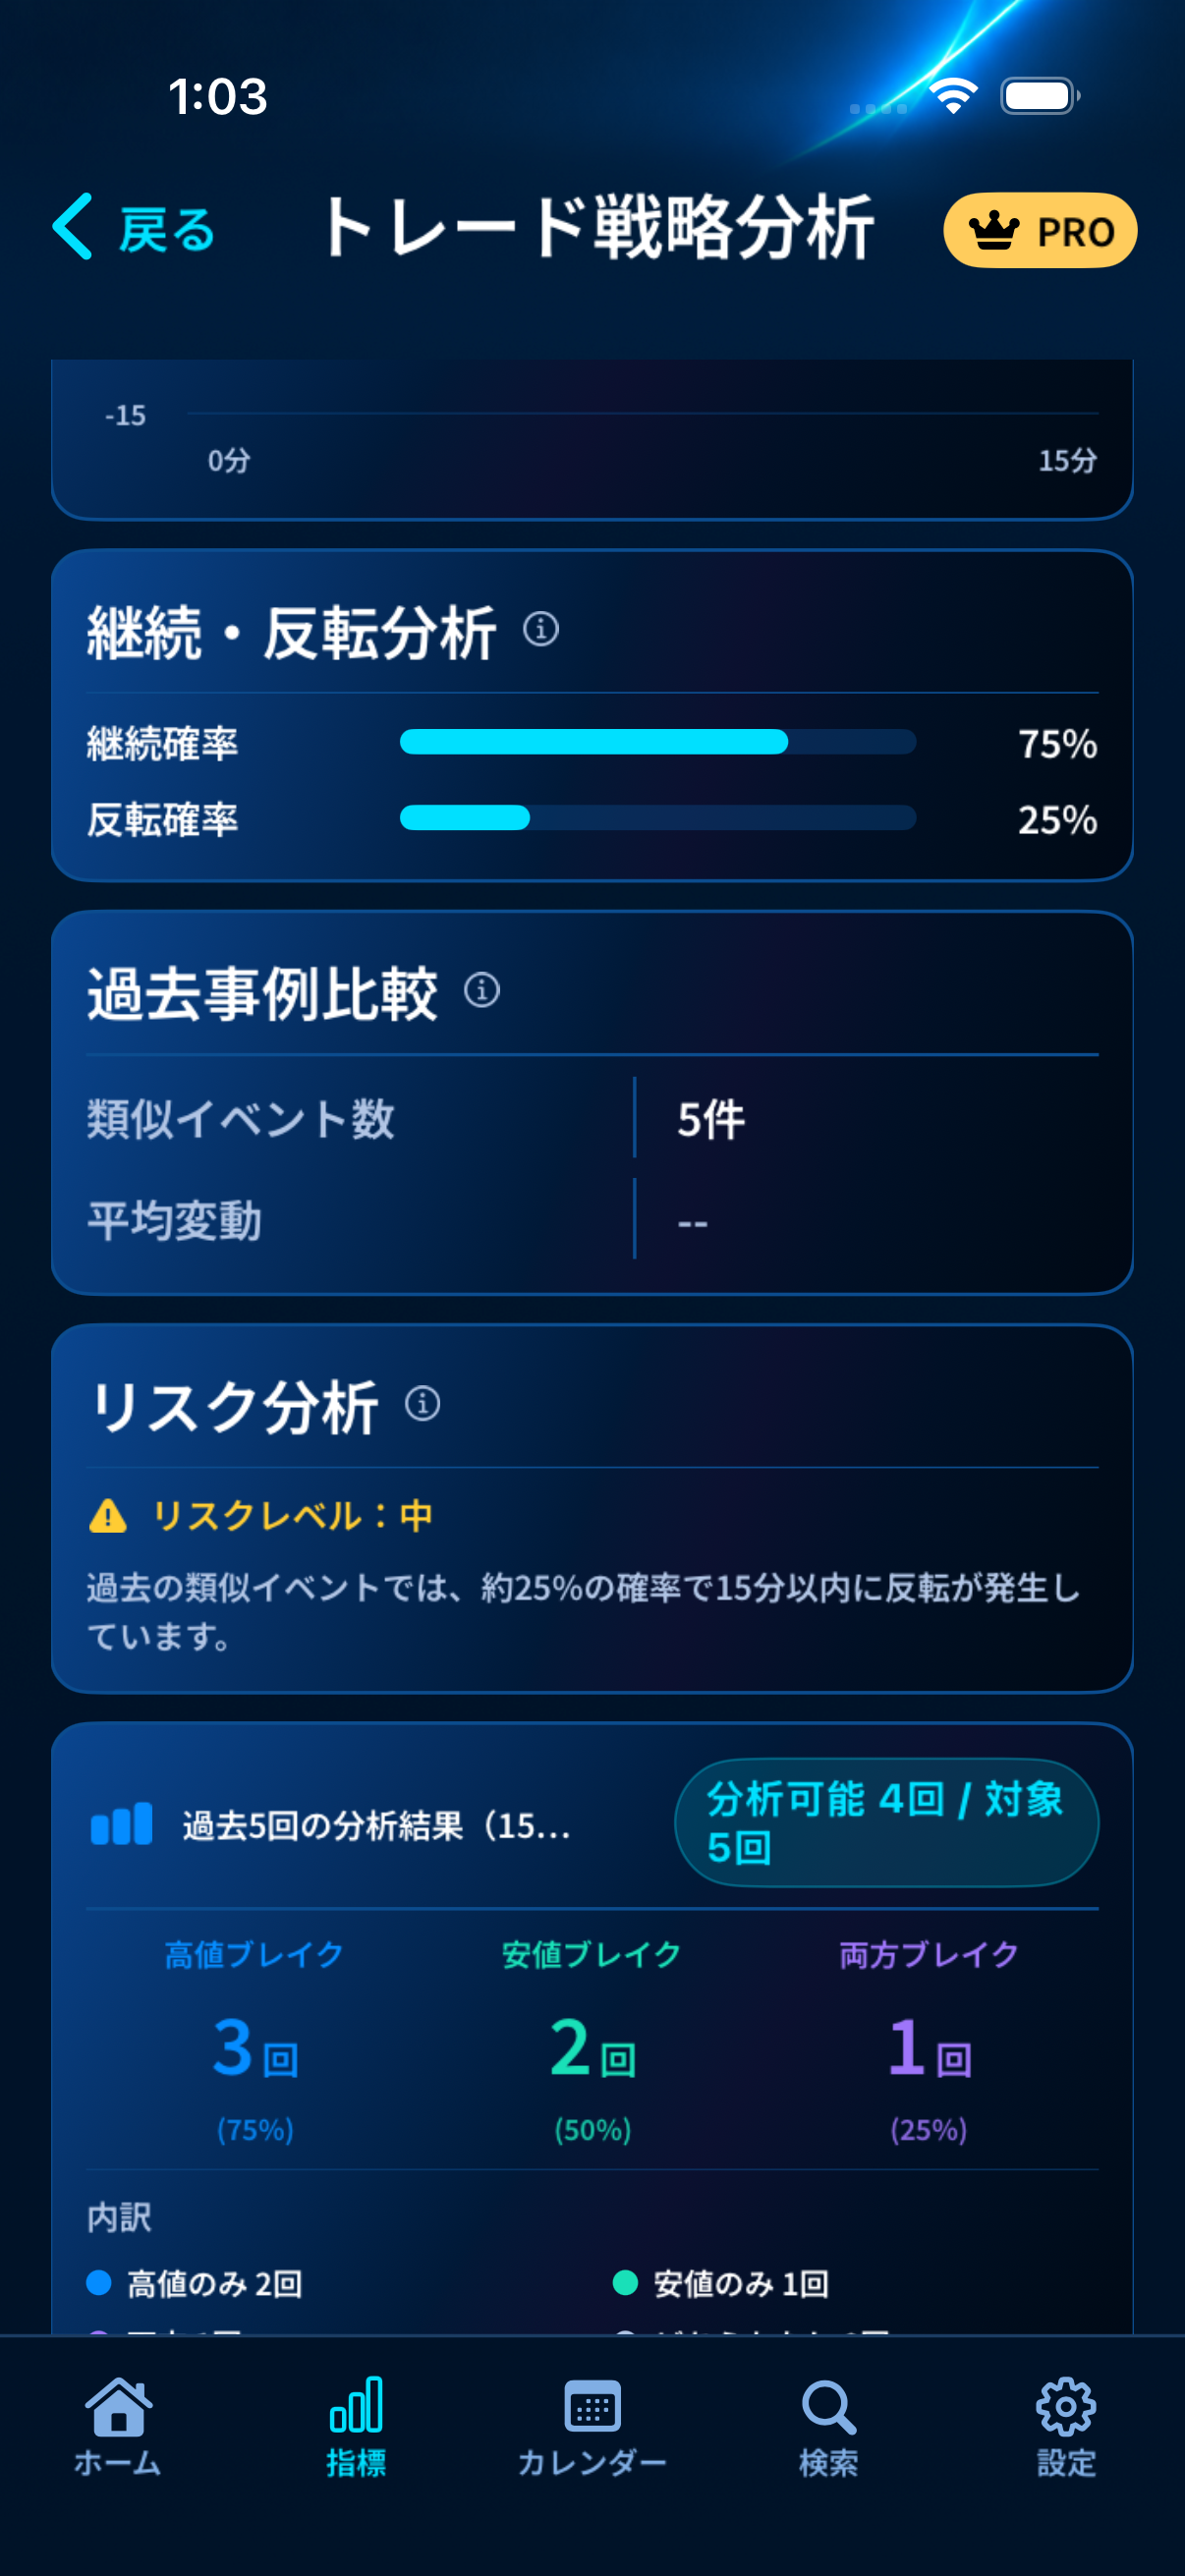 1:03
戻る
トレード戦略分析
PRO
-15
0分
15分
継続・反転分析
継続確率
75%
反転確率
25%
過去事例比較
類似イベント数
5件
平均変動
--
リスク分析
リスクレベル：中
過去の類似イベントでは、約25%の確率で15分以内に反転が発生し
ています。
過去5回の分析結果（15...
分析可能 4回 / 対象
5回
高値ブレイク
安値ブレイク
両方ブレイク
3回
2回
1回
(75%)
(50%)
(25%)
内訳
高値のみ 2回
安値のみ 1回
ホーム
指標
カレンダー
検索
設定